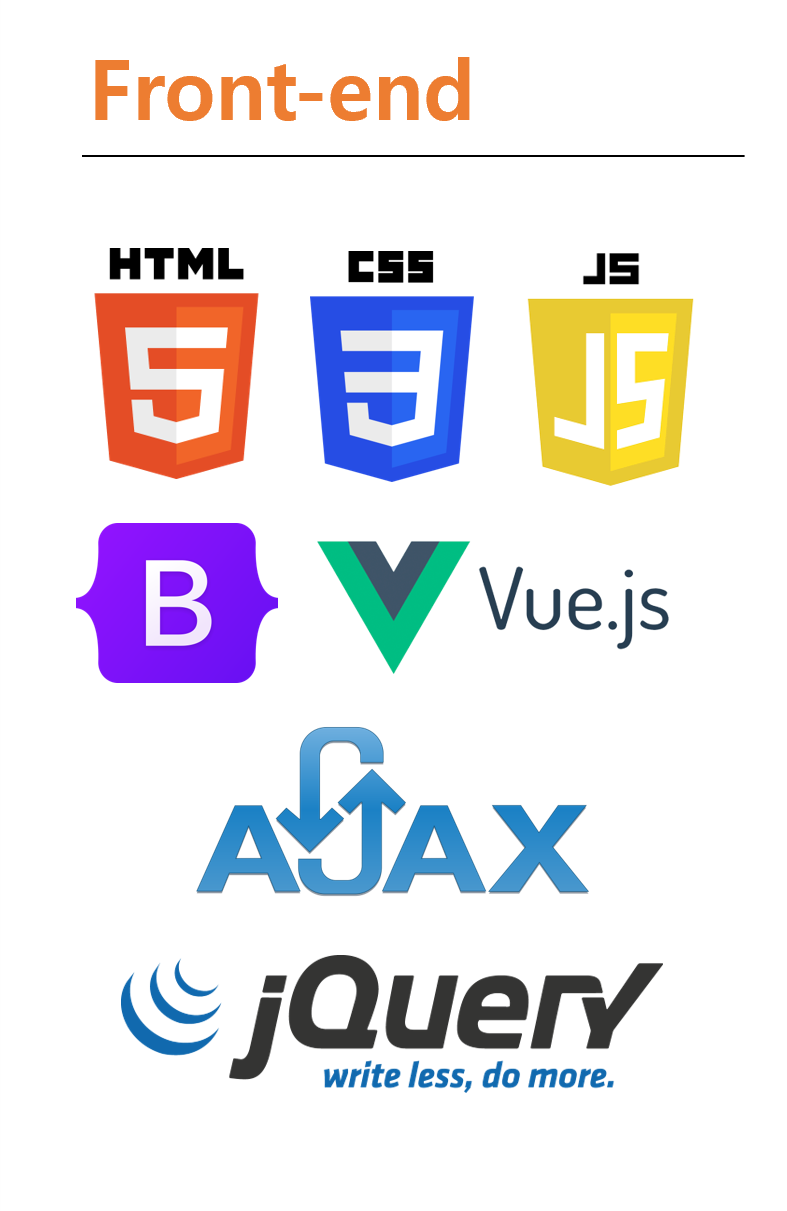 Front-end
HTML CSS JS
5 3 JS
B Vue.js
AJAX
jQuery
write less, do more.